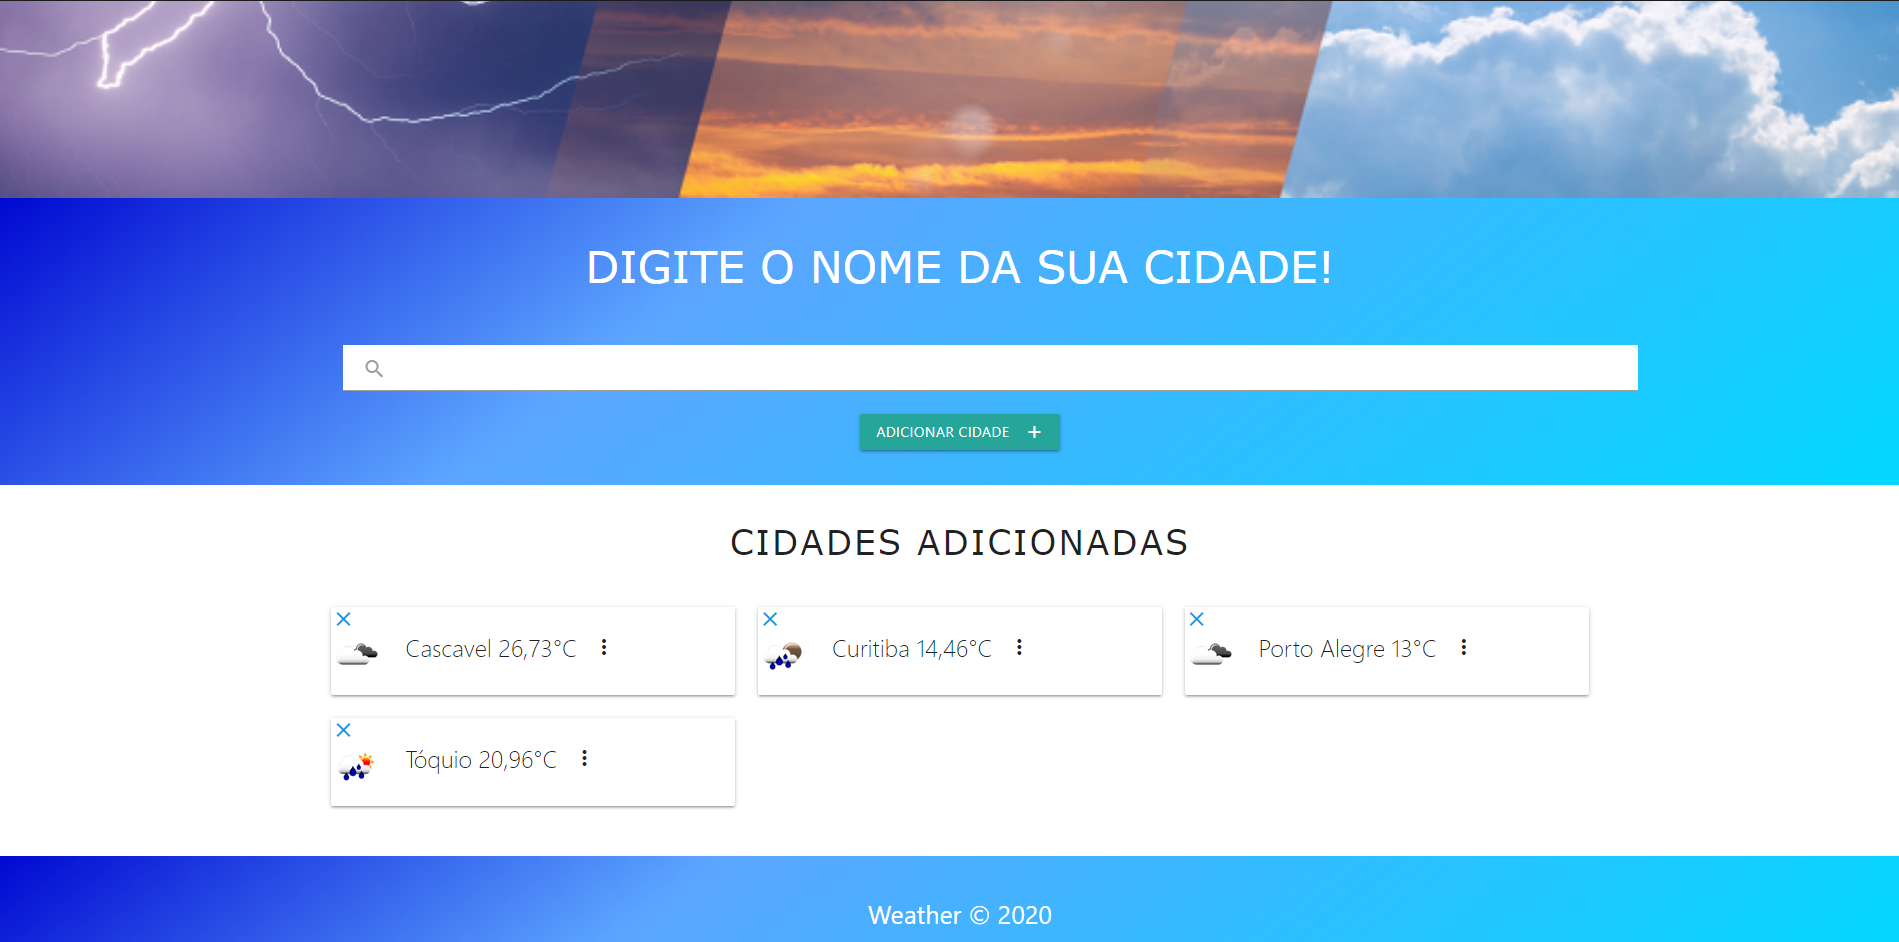 DIGITE O NOME DA SUA CIDADE!
ADICIONAR CIDADE
CIDADES ADICIONADAS
Cascavel 26,73°C
Curitiba 14,46°C
Porto Alegre 13°C
Tóquio 20,96°C
Weather © 2020